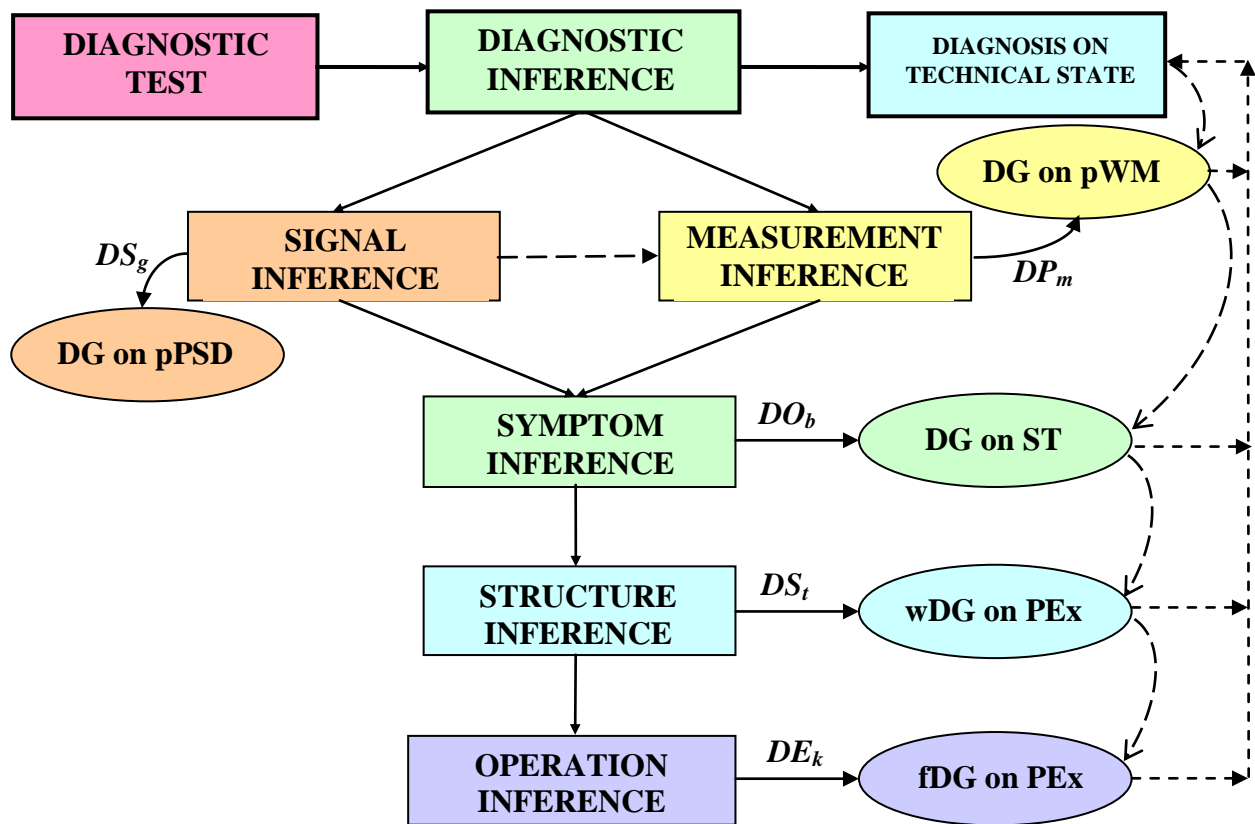 DIAGNOSTIC
TEST
DIAGNOSTIC
INFERENCE
DIAGNOSIS ON
TECHNICAL STATE
DG on pWM
SIGNAL
INFERENCE
MEASUREMENT
INFERENCE
DSg
DPm
DG on pPSD
SYMPTOM
INFERENCE
DOb
DG on ST
STRUCTURE
INFERENCE
DSt
wDG on PEx
OPERATION
INFERENCE
DEk
fDG on PEx